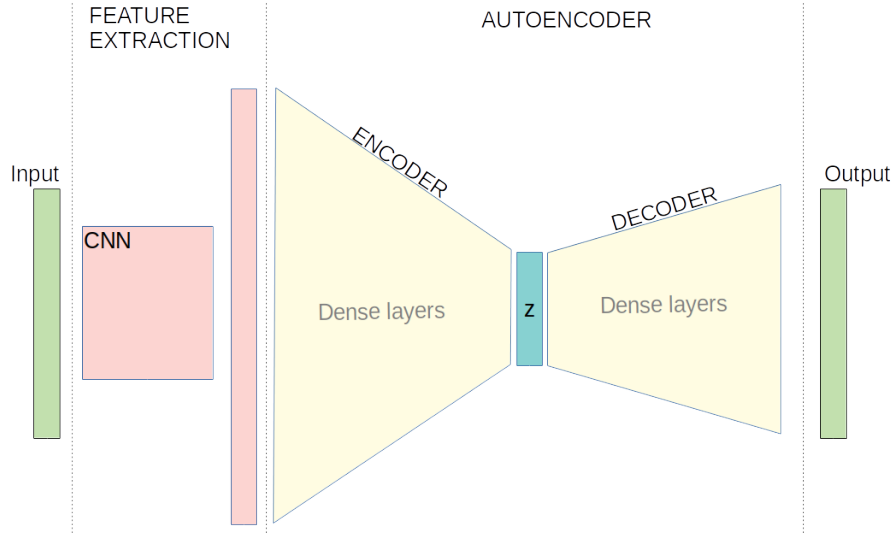 FEATURE
EXTRACTION
AUTOENCODER
Input
CNN
ENCODER
Dense layers
z
DECODER
Dense layers
Output